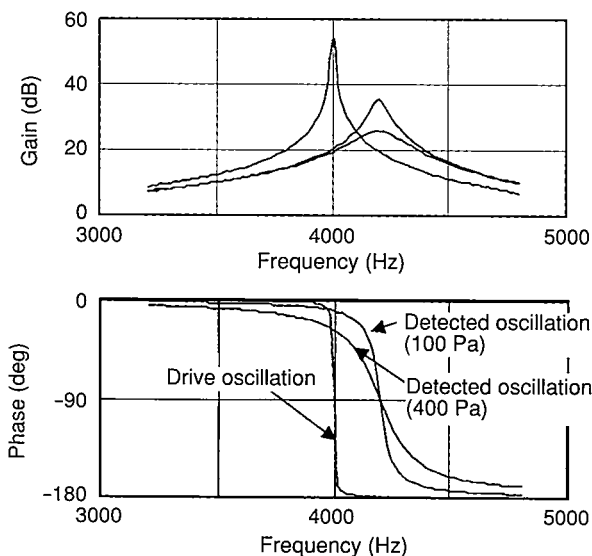 60
40
20
0
Gain (dB)
3000
4000
5000
Frequency (Hz)
0
-90
-180
Phase (deg)
Detected oscillation
(100 Pa)
Drive oscillation
Detected oscillation
(400 Pa)
3000
4000
5000
Frequency (Hz)